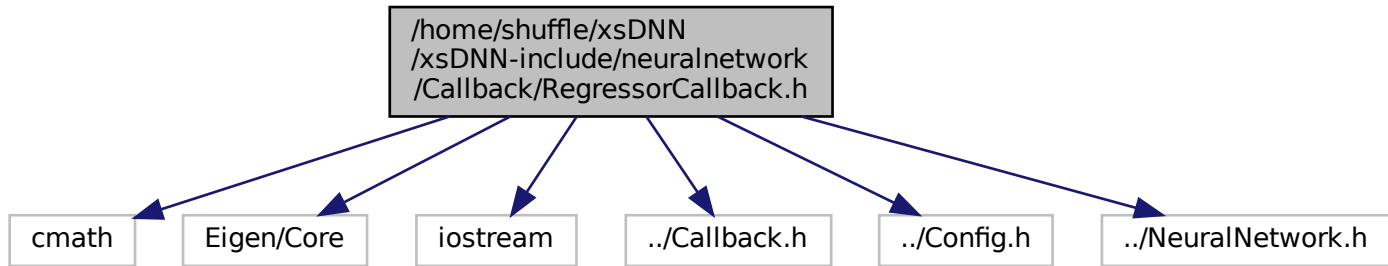 /home/shuffle/xsDNN
/xsDNN-include/neuralnetwork
/Callback/RegressorCallback.h
cmath
Eigen/Core
iostream
../Callback.h
../Config.h
../NeuralNetwork.h